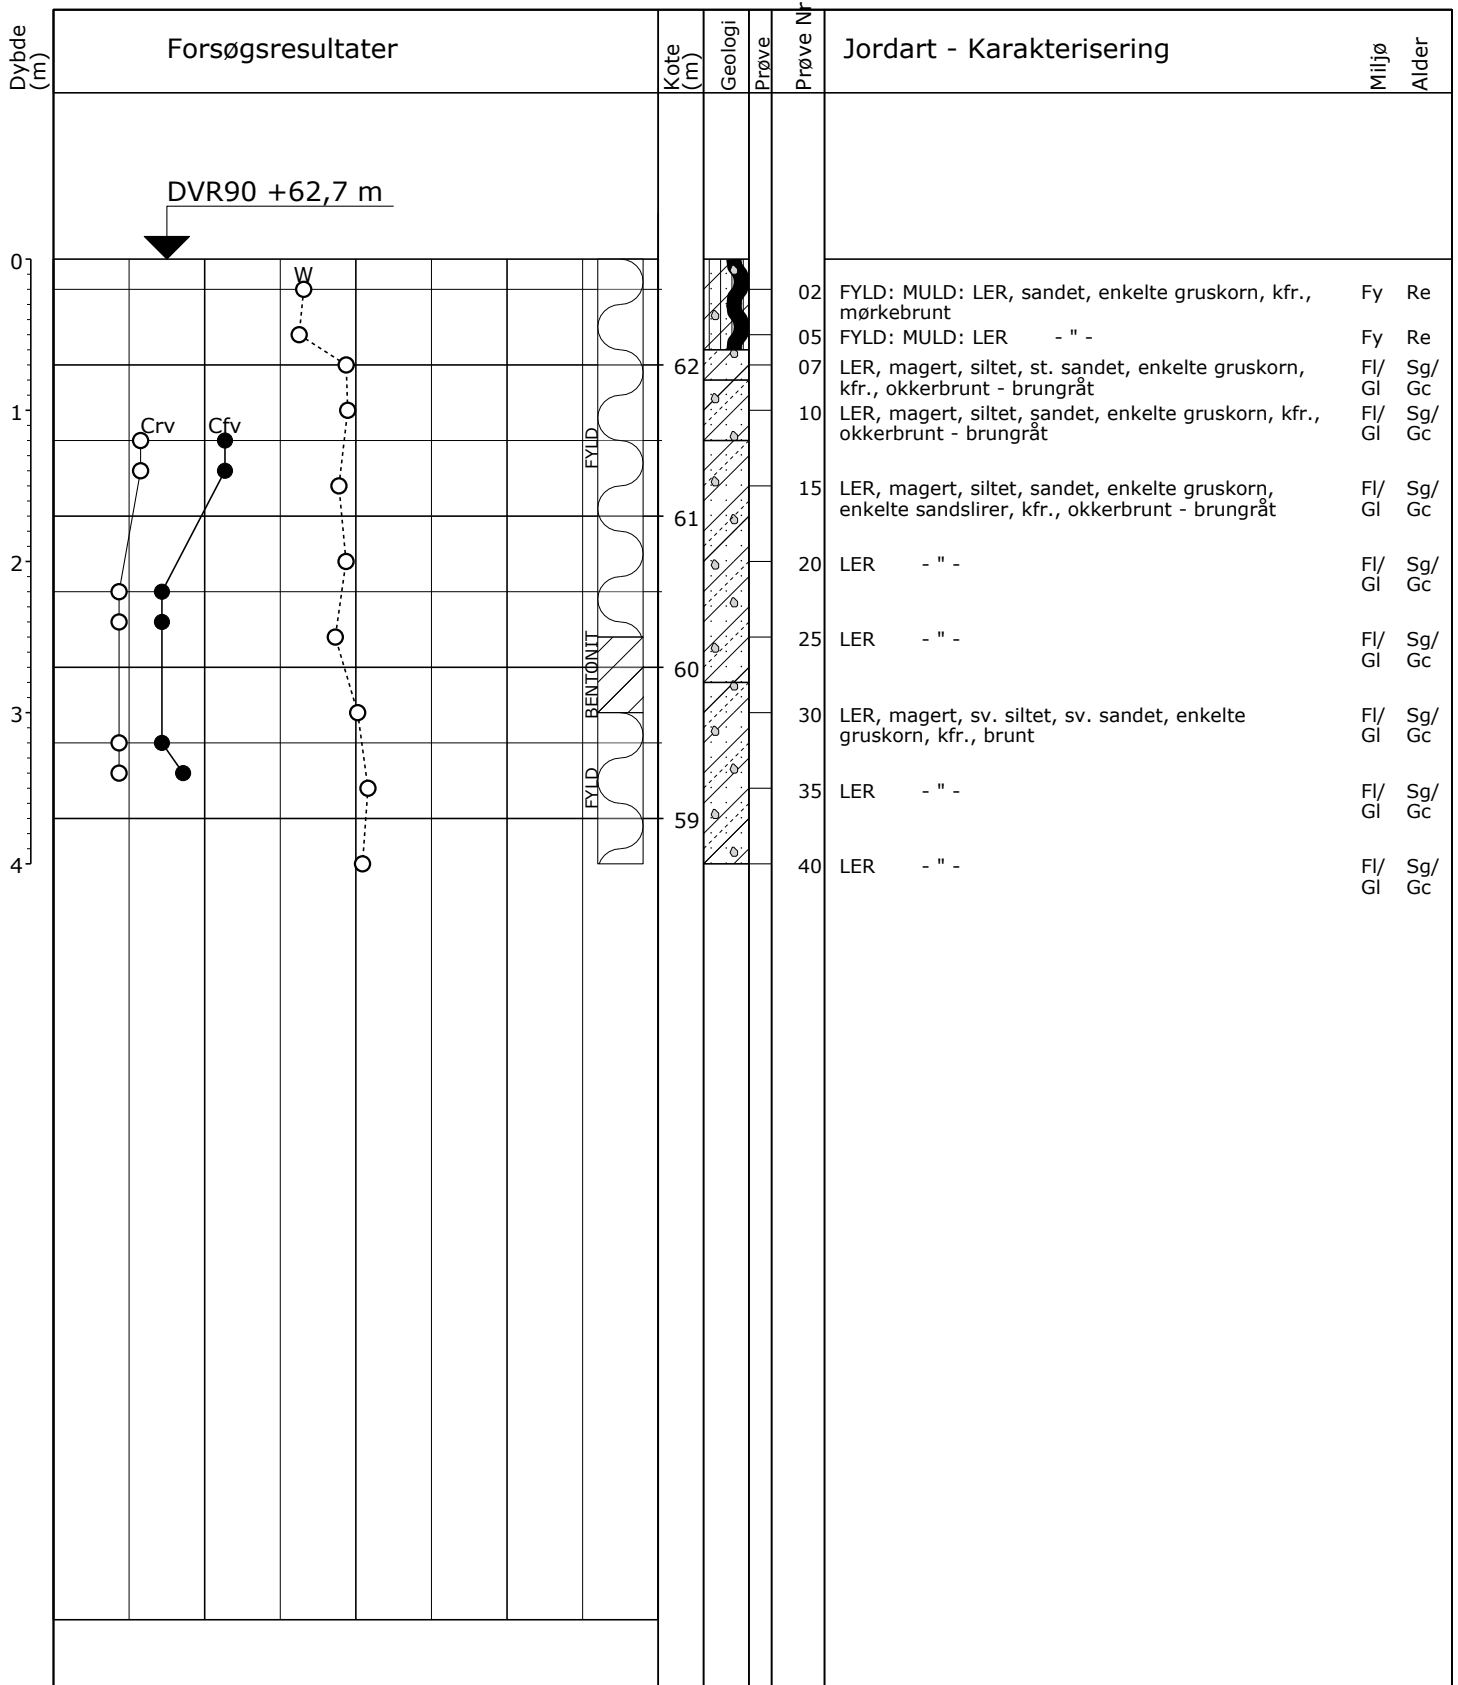 Dybde (m)
Forsøgsresultater
Kote (m)
Geologi
Prøve
Prøve Nr
Jordart - Karakterisering
Miljø
Alder
DVR90 +62,7 m
0
W
02 FYLD: MULD: LER, sandet, enkelte gruskorn, kfr., Fy Re
mørkebrunt
05 FYLD: MULD: LER - " - Fy Re
62 07 LER, magert, siltet, st. sandet, enkelte gruskorn, Fl/ Sg/
kfr., okkerbrunt - brungråt Gl Gc
1
10 LER, magert, siltet, sandet, enkelte gruskorn, kfr., Fl/ Sg/
Crv Cfv okkerbrunt - brungråt Gl Gc
FYLD
15 LER, magert, siltet, sandet, enkelte gruskorn, Fl/ Sg/
61 enkelte sandslirer, kfr., okkerbrunt - brungråt Gl Gc
2
20 LER - " - Fl/ Sg/
Gl Gc
25 LER - " - Fl/ Sg/
Gl Gc
BENTONIT
60
3
30 LER, magert, sv. siltet, sv. sandet, enkelte Fl/ Sg/
gruskorn, kfr., brunt Gl Gc
FYLD
35 LER - " - Fl/ Sg/
Gl Gc
59
4
40 LER - " - Fl/ Sg/
Gl Gc